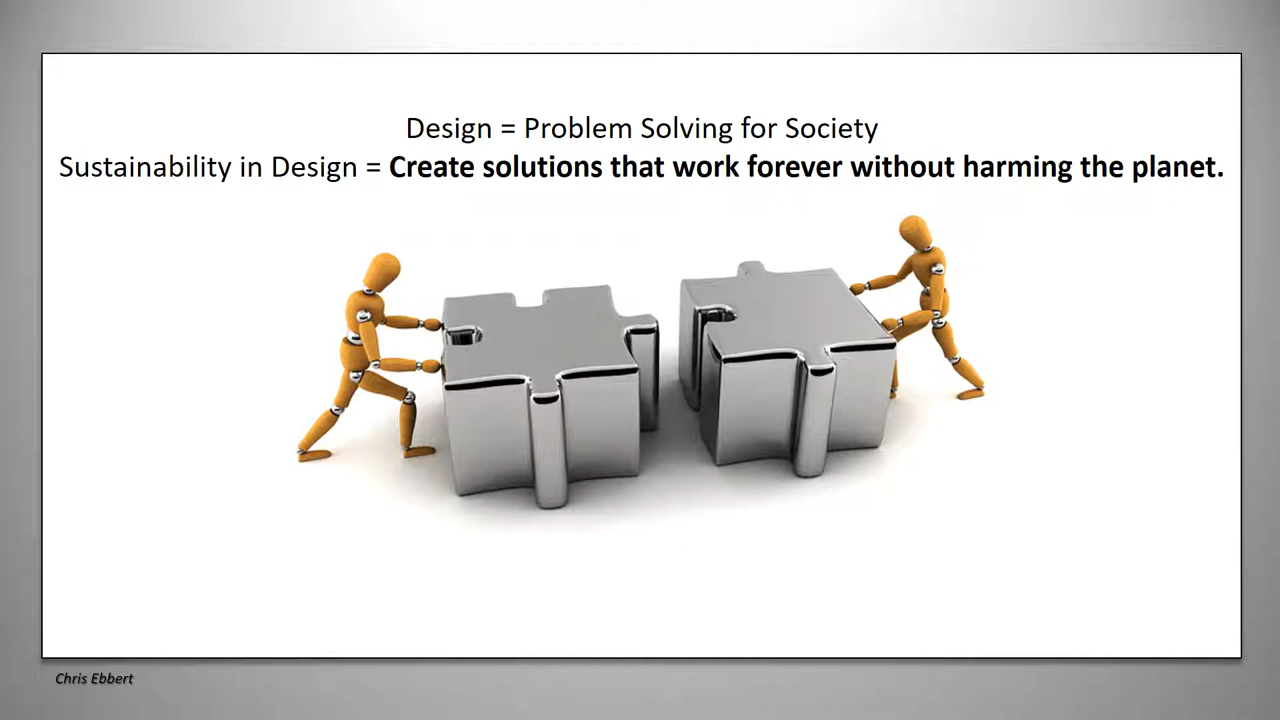 Design = Problem Solving for Society
Sustainability in Design = Create solutions that work forever without harming the planet.
Chris Ebbert